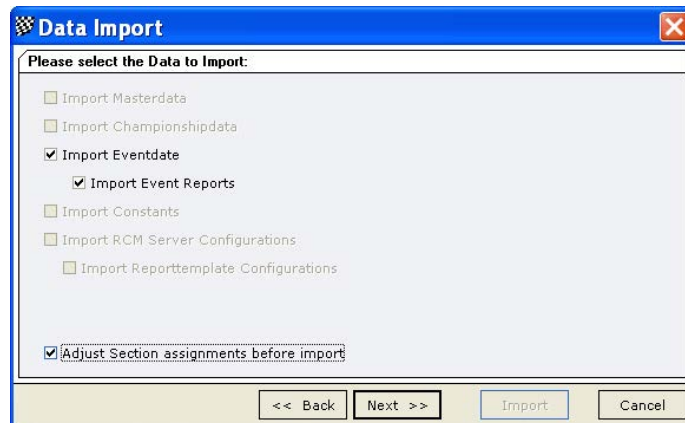 Data Import
Please select the Data to Import:
Import Masterdata
Import Championshipdata
Import Eventdate
Import Event Reports
Import Constants
Import RCM Server Configurations
Import Reporttemplate Configurations
Adjust Section assignments before import
<< Back Next >> Import Cancel